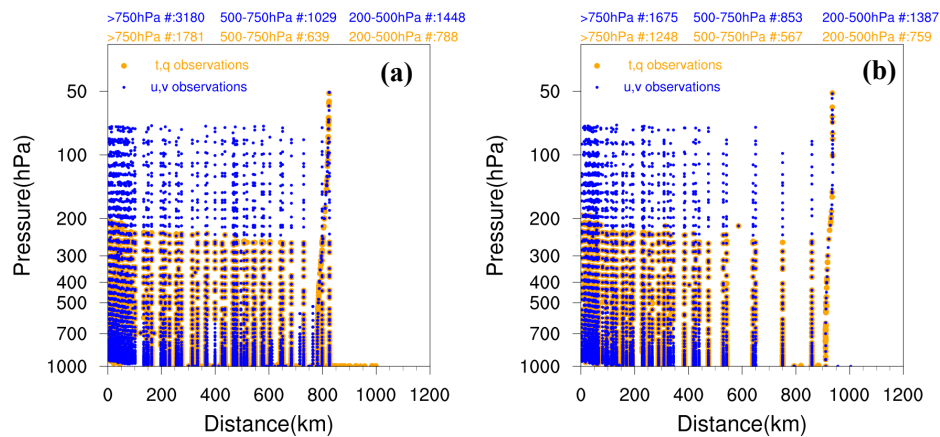 >750hPa #:3180 500-750hPa #:1029 200-500hPa #:1448
>750hPa #:1781 500-750hPa #:639 200-500hPa #:788
t,q observations
u,v observations
(a)
50
100
200
300
400
500
700
1000
Pressure(hPa)
0 200 400 600 800 1000 1200
Distance(km)
>750hPa #:1675 500-750hPa #:853 200-500hPa #:1387
>750hPa #:1248 500-750hPa #:567 200-500hPa #:759
t,q observations
u,v observations
(b)
50
100
200
300
400
500
700
1000
Pressure(hPa)
0 200 400 600 800 1000 1200
Distance(km)